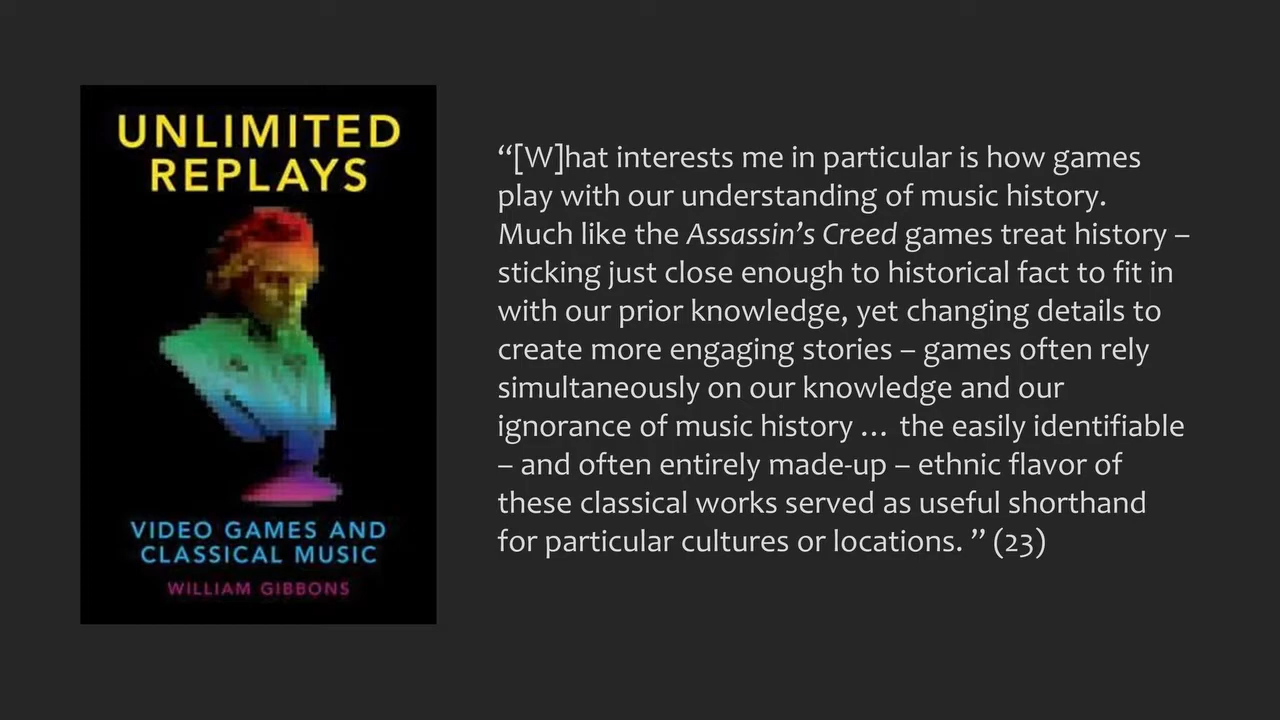 UNLIMITED
REPLAYS
VIDEO GAMES AND
CLASSICAL MUSIC
WILLIAM GIBBONS
“[W]hat interests me in particular is how games
play with our understanding of music history.
Much like the Assassin’s Creed games treat history –
sticking just close enough to historical fact to fit in
with our prior knowledge, yet changing details to
create more engaging stories – games often rely
simultaneously on our knowledge and our
ignorance of music history … the easily identifiable
– and often entirely made-up – ethnic flavor of
these classical works served as useful shorthand
for particular cultures or locations. ” (23)